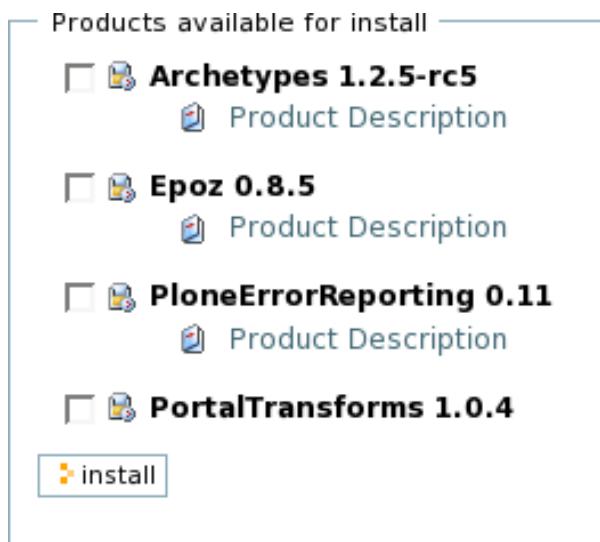 Products available for install
Archetypes 1.2.5-rc5
Product Description
Epoz 0.8.5
Product Description
PloneErrorReporting 0.11
Product Description
PortalTransforms 1.0.4
install